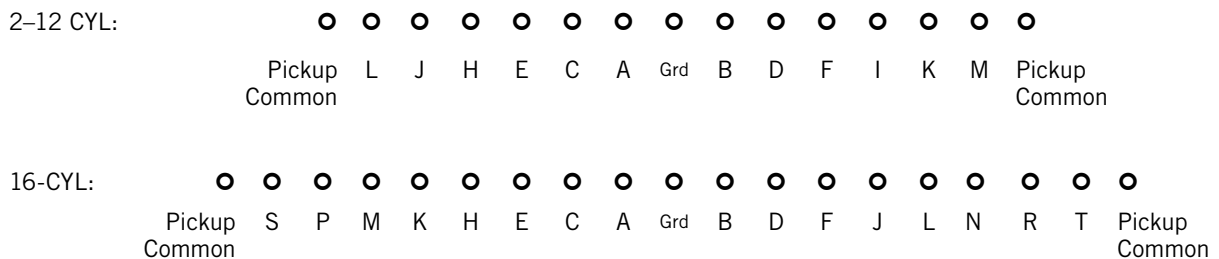 2–12 CYL:
Pickup L J H E C A Grd B D F I K M Pickup
Common Common
16-CYL:
Pickup S P M K H E C A Grd B D F J L N R T Pickup
Common Common